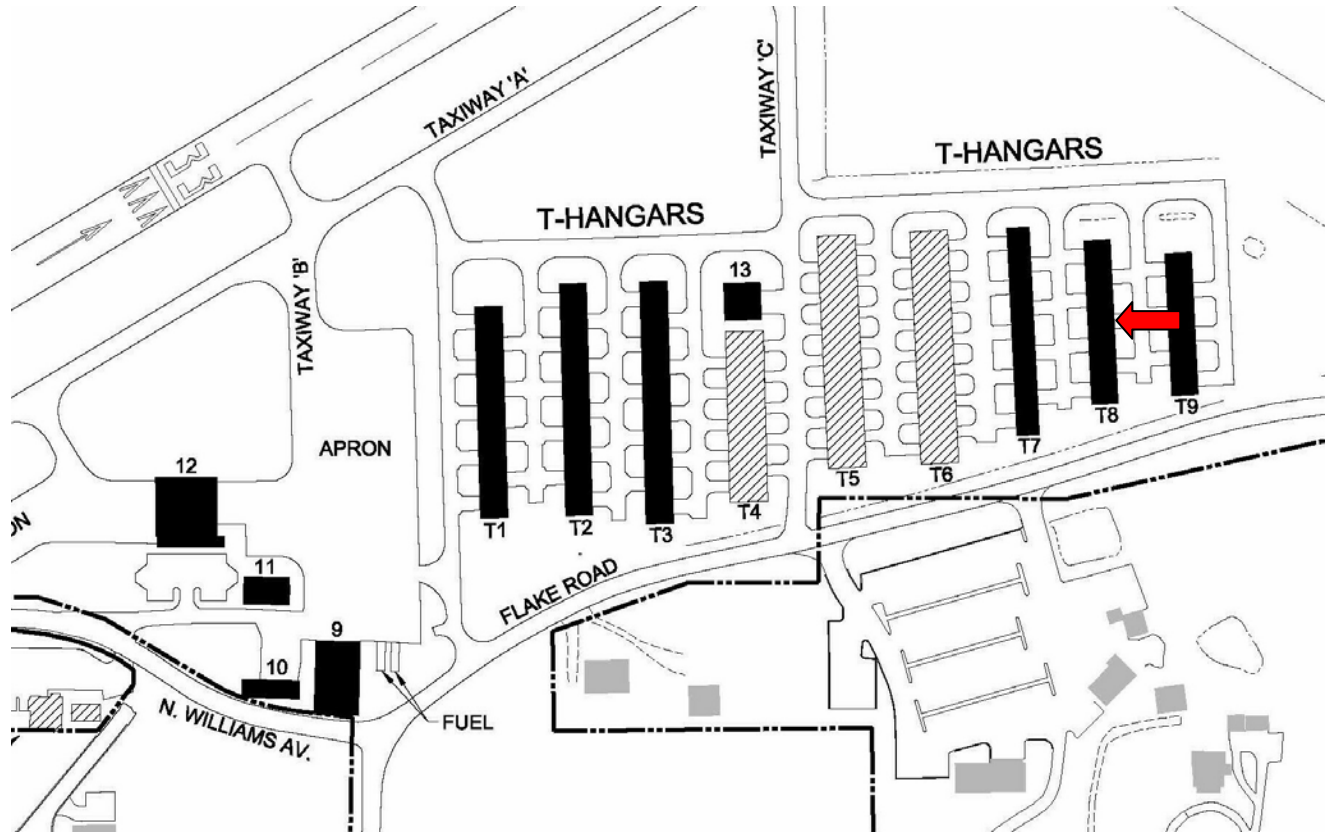 TAXIWAY 'A'
TAXIWAY 'C'
T-HANGARS
33
T-HANGARS
TAXIWAY 'B'
13
APRON
12
T8
T9
T7
T5
T6
T4
T1
T2
T3
ON
11
FLAKE ROAD
9
10
N. WILLIAMS AV.
FUEL